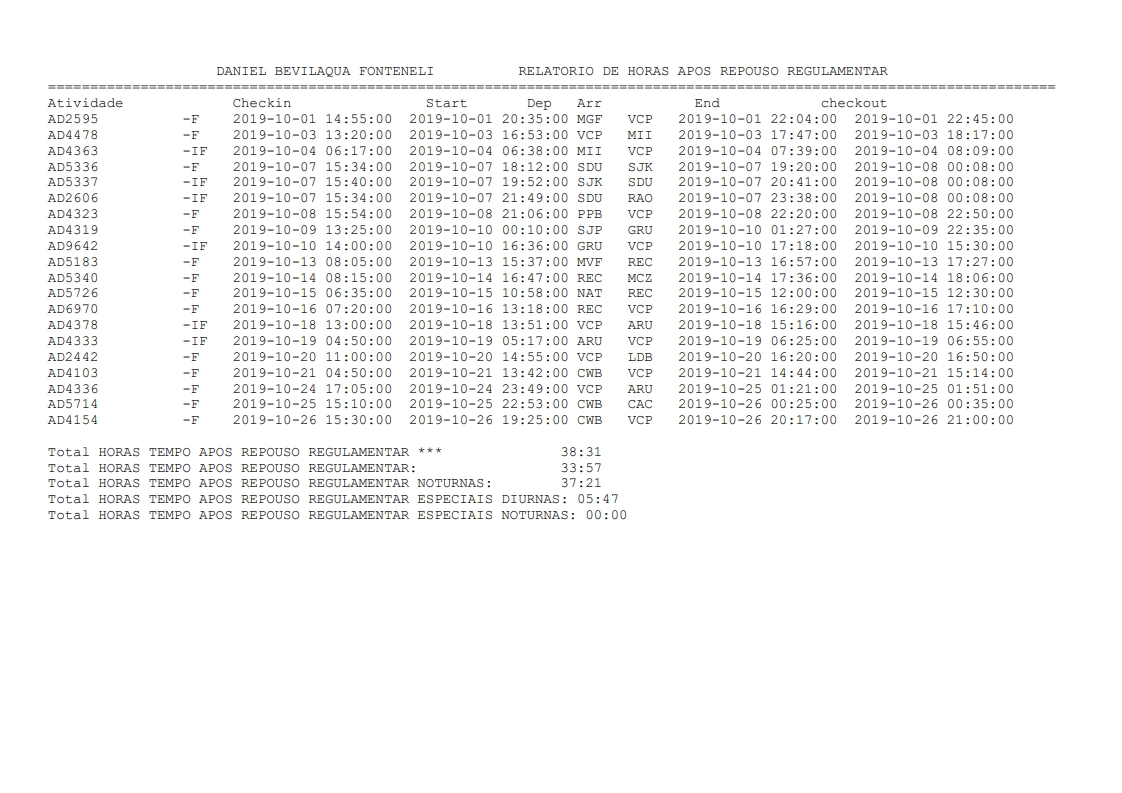 DANIEL BEVILAQUA FONTENELI RELATORIO DE HORAS APOS REPOUSO REGULAMENTAR
========================================================================================================================
Atividade Checkin Start Dep Arr End checkout
AD2595 -F 2019-10-01 14:55:00 2019-10-01 20:35:00 MGF VCP 2019-10-01 22:04:00 2019-10-01 22:45:00
AD4478 -F 2019-10-03 13:20:00 2019-10-03 16:53:00 VCP MII 2019-10-03 17:47:00 2019-10-03 18:17:00
AD4363 -IF 2019-10-04 06:17:00 2019-10-04 06:38:00 MII VCP 2019-10-04 07:39:00 2019-10-04 08:09:00
AD5336 -F 2019-10-07 15:34:00 2019-10-07 18:12:00 SDU SJK 2019-10-07 19:20:00 2019-10-08 00:08:00
AD5337 -IF 2019-10-07 15:40:00 2019-10-07 19:52:00 SJK SDU 2019-10-07 20:41:00 2019-10-08 00:08:00
AD2606 -IF 2019-10-07 15:34:00 2019-10-07 21:49:00 SDU RAO 2019-10-07 23:38:00 2019-10-08 00:08:00
AD4323 -F 2019-10-08 15:54:00 2019-10-08 21:06:00 PPB VCP 2019-10-08 22:20:00 2019-10-08 22:50:00
AD4319 -F 2019-10-09 13:25:00 2019-10-10 00:10:00 SJP GRU 2019-10-10 01:27:00 2019-10-09 22:35:00
AD9642 -IF 2019-10-10 14:00:00 2019-10-10 16:36:00 GRU VCP 2019-10-10 17:18:00 2019-10-10 15:30:00
AD5183 -F 2019-10-13 08:05:00 2019-10-13 15:37:00 MVF REC 2019-10-13 16:57:00 2019-10-13 17:27:00
AD5340 -F 2019-10-14 08:15:00 2019-10-14 16:47:00 REC MCZ 2019-10-14 17:36:00 2019-10-14 18:06:00
AD5726 -F 2019-10-15 06:35:00 2019-10-15 10:58:00 NAT REC 2019-10-15 12:00:00 2019-10-15 12:30:00
AD6970 -F 2019-10-16 07:20:00 2019-10-16 13:18:00 REC VCP 2019-10-16 16:29:00 2019-10-16 17:10:00
AD4378 -IF 2019-10-18 13:00:00 2019-10-18 13:51:00 VCP ARU 2019-10-18 15:16:00 2019-10-18 15:46:00
AD4333 -IF 2019-10-19 04:50:00 2019-10-19 05:17:00 ARU VCP 2019-10-19 06:25:00 2019-10-19 06:55:00
AD2442 -F 2019-10-20 11:00:00 2019-10-20 14:55:00 VCP LDB 2019-10-20 16:20:00 2019-10-20 16:50:00
AD4103 -F 2019-10-21 04:50:00 2019-10-21 13:42:00 CWB VCP 2019-10-21 14:44:00 2019-10-21 15:14:00
AD4336 -F 2019-10-24 17:05:00 2019-10-24 23:49:00 VCP ARU 2019-10-25 01:21:00 2019-10-25 01:51:00
AD5714 -F 2019-10-25 15:10:00 2019-10-25 22:53:00 CWB CAC 2019-10-26 00:25:00 2019-10-26 00:35:00
AD4154 -F 2019-10-26 15:30:00 2019-10-26 19:25:00 CWB VCP 2019-10-26 20:17:00 2019-10-26 21:00:00
Total HORAS TEMPO APOS REPOUSO REGULAMENTAR *** 38:31
Total HORAS TEMPO APOS REPOUSO REGULAMENTAR: 33:57
Total HORAS TEMPO APOS REPOUSO REGULAMENTAR NOTURNAS: 37:21
Total HORAS TEMPO APOS REPOUSO REGULAMENTAR ESPECIAIS DIURNAS: 05:47
Total HORAS TEMPO APOS REPOUSO REGULAMENTAR ESPECIAIS NOTURNAS: 00:00